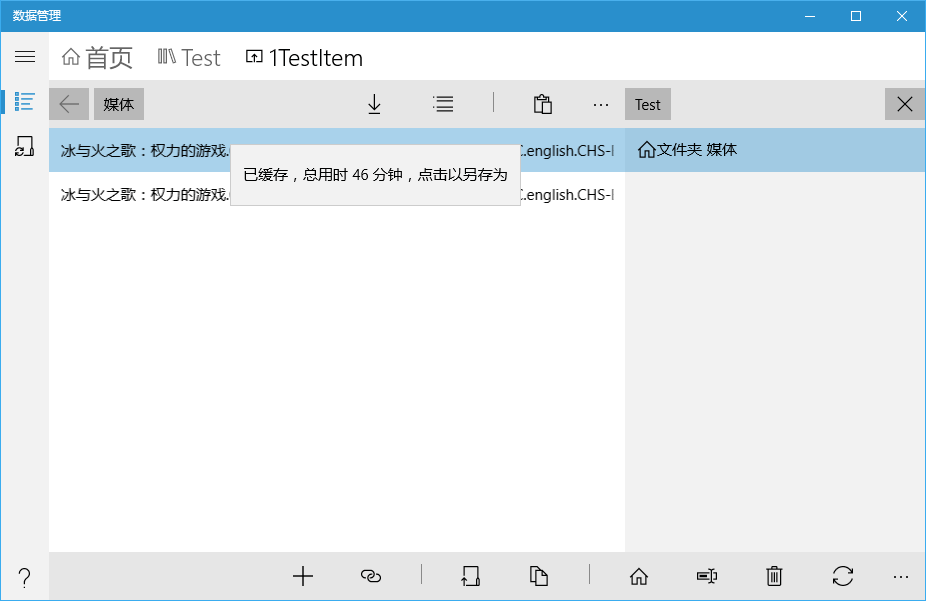 数据管理
首页 Test 1TestItem
媒体
Test
冰与火之歌：权力的游戏. .english.CHS-
文件夹 媒体
已缓存，总用时 46 分钟，点击以另存为
冰与火之歌：权力的游戏. .english.CHS-